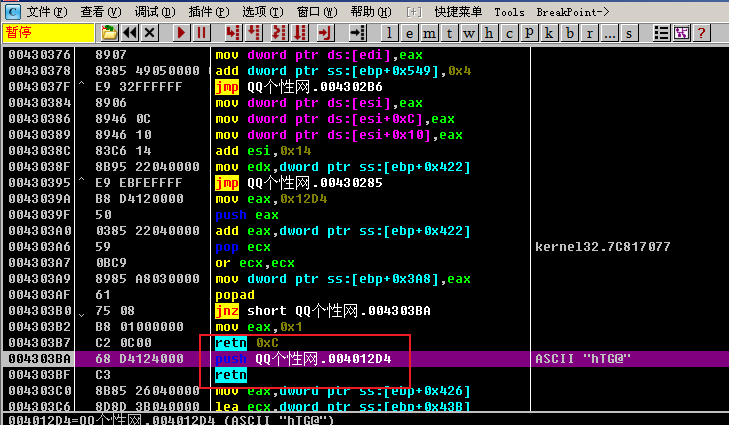 C 文件(F) 查看(V) 调试(D) 插件(P) 选项(T) 窗口(W) 帮助(H) [+] 快捷菜单 Tools BreakPoint->
暂停 l e m t w h c p k b r ... s ?
00430376 8907 mov dword ptr ds:[edi],eax
00430378 8385 49050000 ( add dword ptr ss:[ebp+0x549],0x4
0043037F ^ E9 32FFFFFF jmp QQ个性网.004302B6
00430384 8906 mov dword ptr ds:[esi],eax
00430386 8946 0C mov dword ptr ds:[esi+0xC],eax
00430389 8946 10 mov dword ptr ds:[esi+0x10],eax
0043038C 83C6 14 add esi,0x14
0043038F 8B95 22040000 mov edx,dword ptr ss:[ebp+0x422]
00430395 ^ E9 EBFEFFFF jmp QQ个性网.00430285
0043039A B8 D4120000 mov eax,0x12D4
0043039F 50 push eax
004303A0 0385 22040000 add eax,dword ptr ss:[ebp+0x422]
004303A6 59 pop ecx kernel32.7C817077
004303A7 0BC9 or ecx,ecx
004303A9 8985 A8030000 mov dword ptr ss:[ebp+0x3A8],eax
004303AF 61 popad
004303B0 75 08 jnz short QQ个性网.004303BA
004303B2 B8 01000000 mov eax,0x1
004303B7 C2 0C00 retn 0xC
004303BA 68 D4124000 push QQ个性网.004012D4 ASCII "hTG@"
004303BF C3 retn
004303C0 8B85 26040000 mov eax,dword ptr ss:[ebp+0x426]
004303C6 8D8D 3B040000 lea ecx,dword ptr ss:[ebp+0x43B]
004012D4=QQ个性网.004012D4 (ASCII "hTG@")